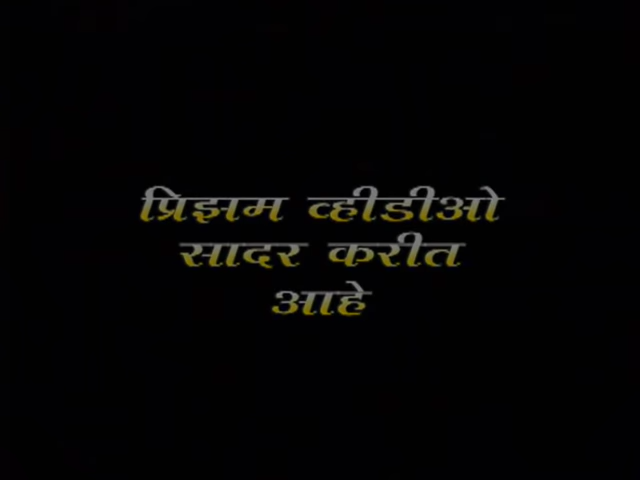 प्रिझम व्हीडीओ
सादर करीत
आहे